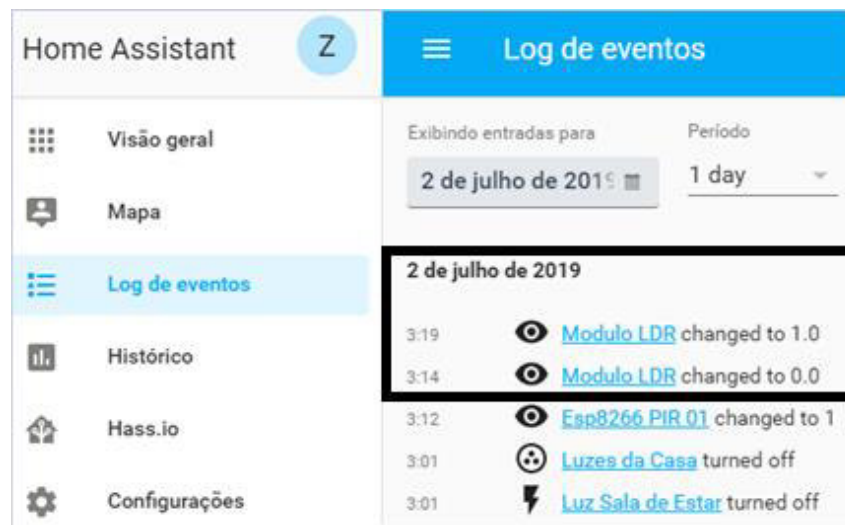 Home Assistant
Z
Visão geral
Mapa
Log de eventos
Histórico
Hass.io
Configurações
Log de eventos
Exibindo entradas para
Período
2 de julho de 2019
1 day
2 de julho de 2019
3:19 Modulo LDR changed to 1.0
3:14 Modulo LDR changed to 0.0
3:12 Esp8266 PIR 01 changed to 1
3:01 Luzes da Casa turned off
3:01 Luz Sala de Estar turned off